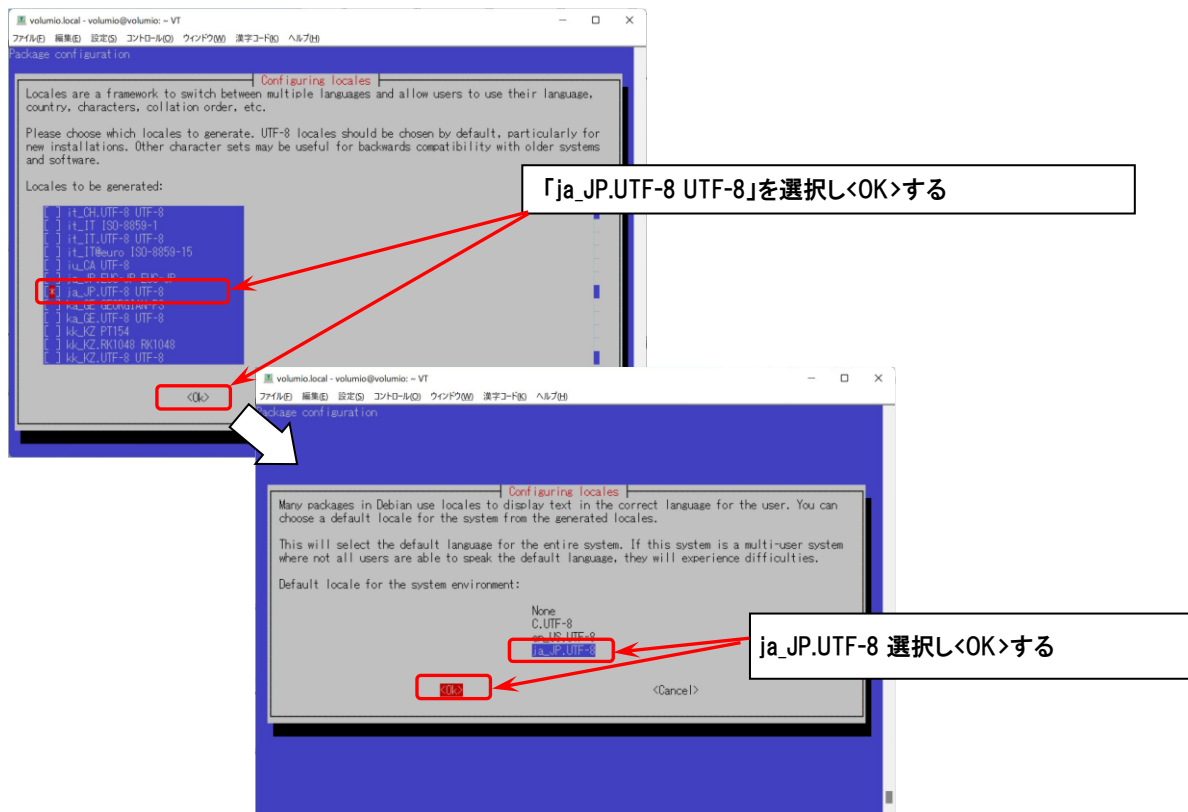 volumio.local - volumio@volumio: ~ VT
ファイル(F) 編集(E) 設定(S) コントロール(O) ウィンドウ(W) 漢字コード(K) ヘルプ(H)
Package configuration
Configuring locales
Locales are a framework to switch between multiple languages and allow users to use their language,
country, characters, collation order, etc.
Please choose which locales to generate. UTF-8 locales should be chosen by default, particularly for
new installations. Other character sets may be useful for backwards compatibility with older systems
and software.
Locales to be generated:
「ja_JP.UTF-8 UTF-8」を選択し<OK>する
[ ] it_CH.UTF-8 UTF-8
[ ] it_IT ISO-8859-1
[ ] it_IT.UTF-8 UTF-8
[ ] it_IT@euro ISO-8859-15
[ ] iu_CA UTF-8
[ ] ja_JP.EUC-JP EUC-JP
[*] ja_JP.UTF-8 UTF-8
[ ] ka_GE GEORGIAN-PS
[ ] ka_GE.UTF-8 UTF-8
[ ] kk_KZ PT154
[ ] kk_KZ.RK1048 RK1048
[ ] kk_KZ.UTF-8 UTF-8
<Ok>
volumio.local - volumio@volumio: ~ VT
ファイル(F) 編集(E) 設定(S) コントロール(O) ウィンドウ(W) 漢字コード(K) ヘルプ(H)
Package configuration
Configuring locales
Many packages in Debian use locales to display text in the correct language for the user. You can
choose a default locale for the system from the generated locales.
This will select the default language for the entire system. If this system is a multi-user system
where not all users are able to speak the default language, they will experience difficulties.
Default locale for the system environment:
None
C.UTF-8
en_US.UTF-8
ja_JP.UTF-8
ja_JP.UTF-8 選択し<OK>する
<Ok> <Cancel>